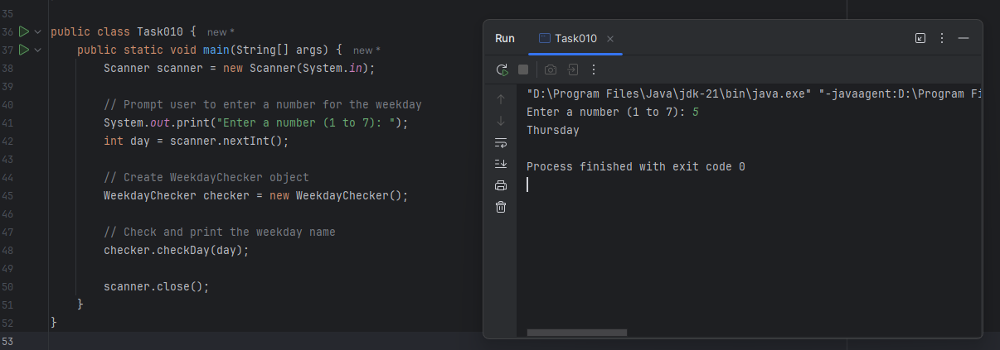 35
36 public class Task010 { new *
37 public static void main(String[] args) { new *
38 Scanner scanner = new Scanner(System.in);
39
40 // Prompt user to enter a number for the weekday
41 System.out.print("Enter a number (1 to 7): ");
42 int day = scanner.nextInt();
43
44 // Create WeekdayChecker object
45 WeekdayChecker checker = new WeekdayChecker();
46
47 // Check and print the weekday name
48 checker.checkDay(day);
49
50 scanner.close();
51 }
52 }
53
Run Task010
"D:\Program Files\Java\jdk-21\bin\java.exe" "-javaagent:D:\Program Fi
Enter a number (1 to 7): 5
Thursday
Process finished with exit code 0